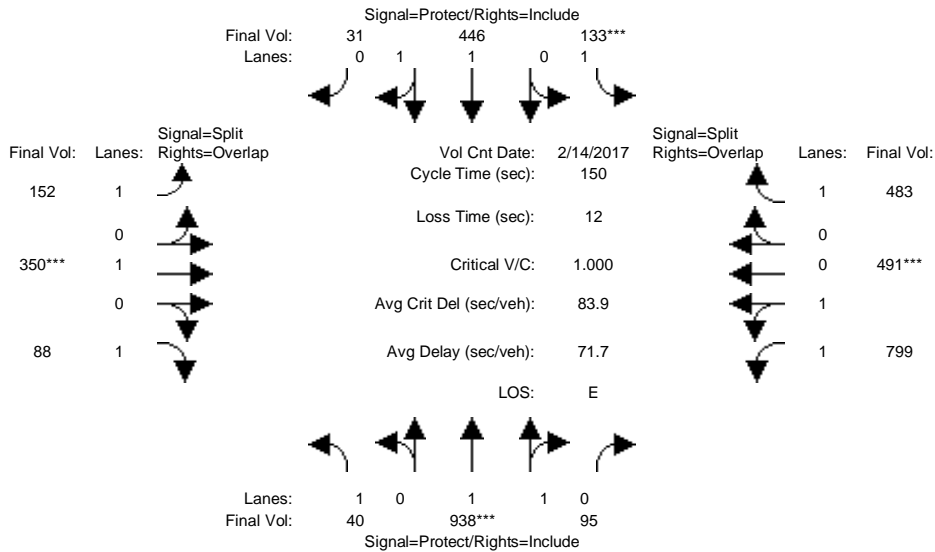 Signal=Protect/Rights=Include
Final Vol: 31 446 133***
Lanes: 0 1 1 0 1
Signal=Split
Final Vol: Lanes: Rights=Overlap
Vol Cnt Date: 2/14/2017
Signal=Split
Rights=Overlap Lanes: Final Vol:
Cycle Time (sec): 150
152 1
1 483
Loss Time (sec): 12
0
0
350*** 1
Critical V/C: 1.000
0 491***
0
Avg Crit Del (sec/veh): 83.9
1
88 1
Avg Delay (sec/veh): 71.7
1 799
LOS: E
Lanes: 1 0 1 1 0
Final Vol: 40 938*** 95
Signal=Protect/Rights=Include